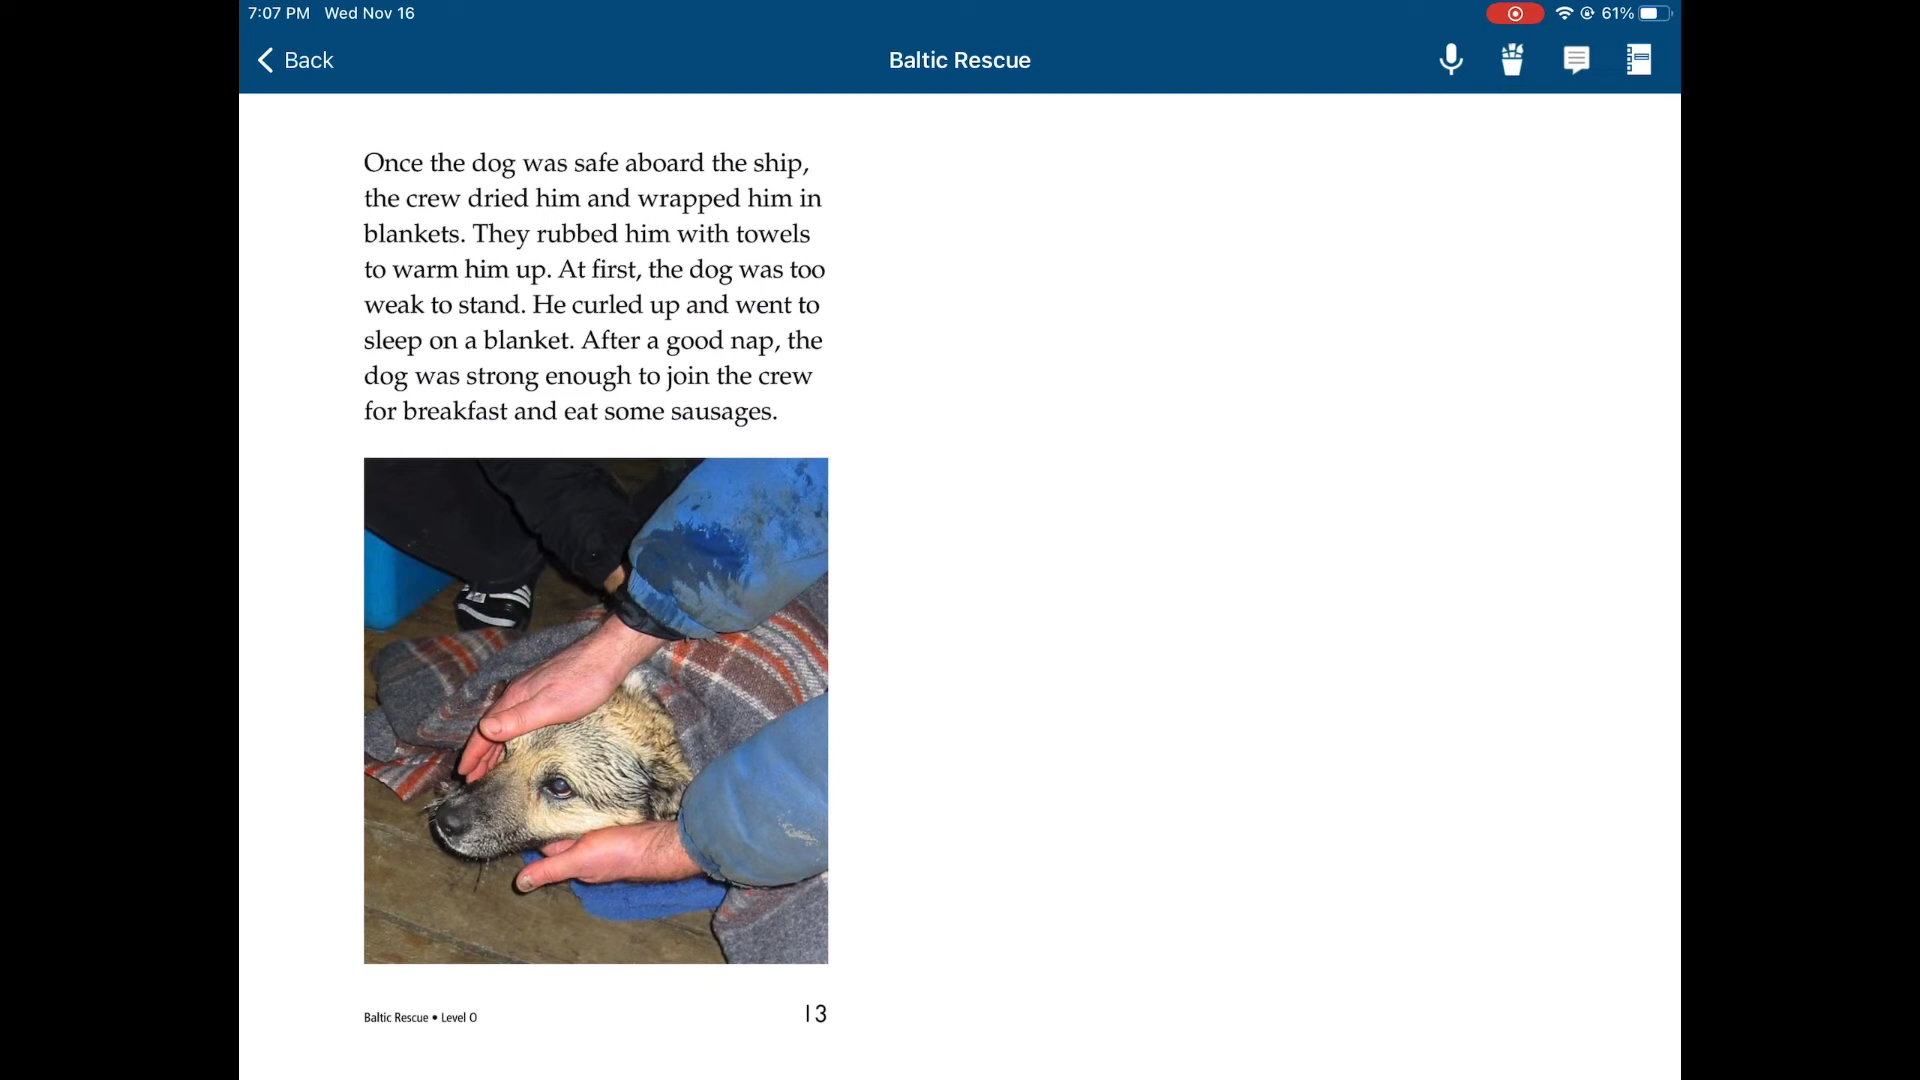 7:07 PM Wed Nov 16
61%
Back
Baltic Rescue
Once the dog was safe aboard the ship,
the crew dried him and wrapped him in
blankets. They rubbed him with towels
to warm him up. At first, the dog was too
weak to stand. He curled up and went to
sleep on a blanket. After a good nap, the
dog was strong enough to join the crew
for breakfast and eat some sausages.
Baltic Rescue • Level O
13